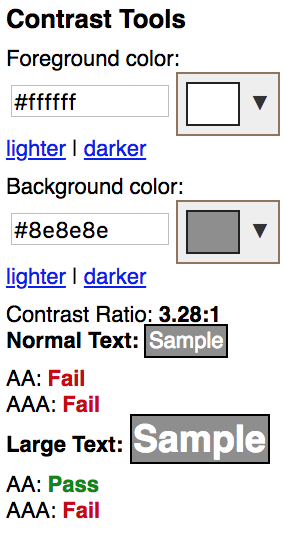 Contrast Tools
Foreground color:
#ffffff ▼
lighter | darker
Background color:
#8e8e8e ▼
lighter | darker
Contrast Ratio: 3.28:1
Normal Text: Sample
AA: Fail
AAA: Fail
Large Text: Sample
AA: Pass
AAA: Fail